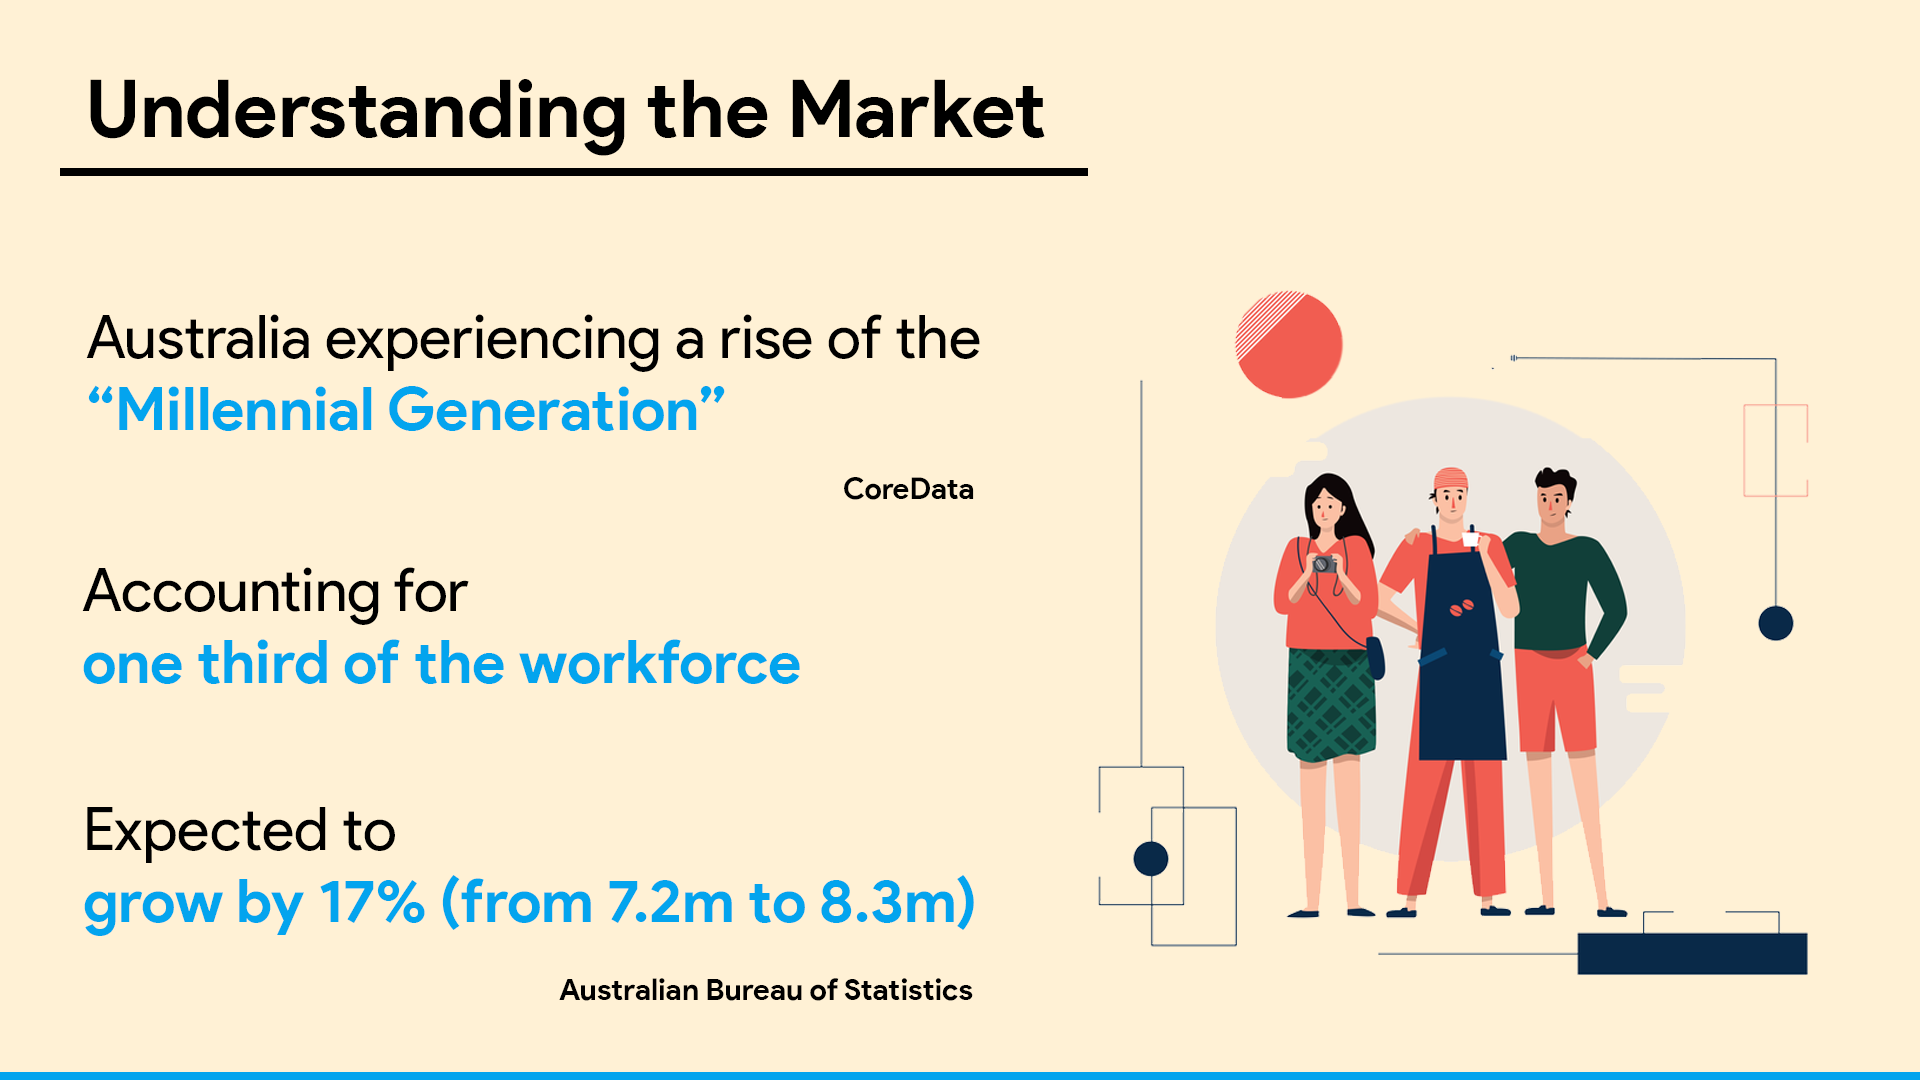 Understanding the Market
Australia experiencing a rise of the
“Millennial Generation”
CoreData
Accounting for
one third of the workforce
Expected to
grow by 17% (from 7.2m to 8.3m)
Australian Bureau of Statistics